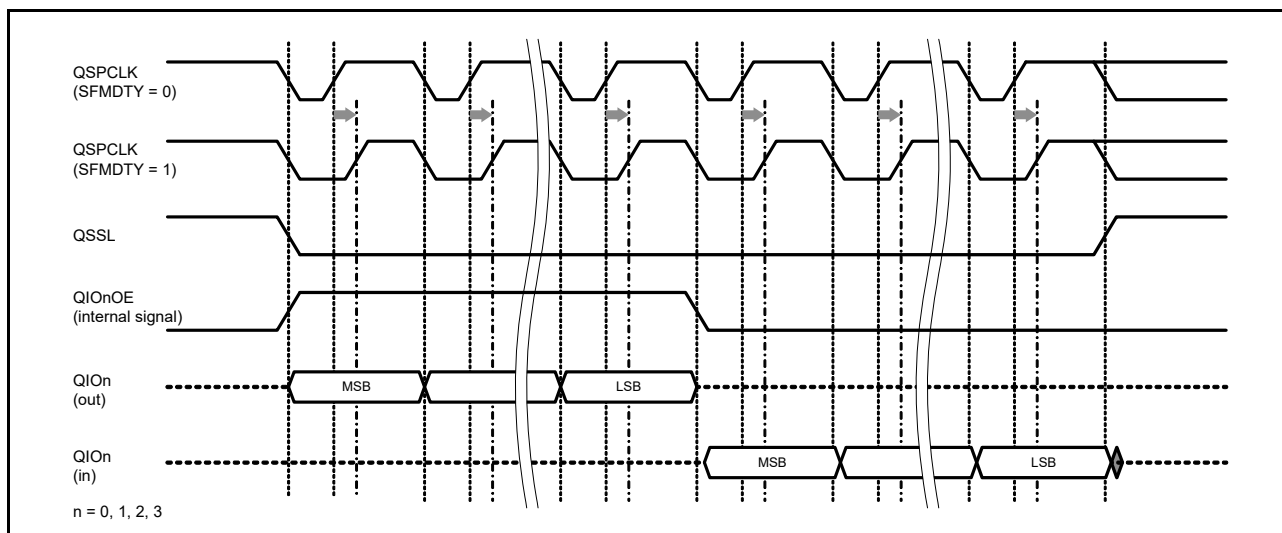 QSPCLK
(SFMDTY = 0)
QSPCLK
(SFMDTY = 1)
QSSL
QIOnOE
(internal signal)
QIOn
(out)
MSB
LSB
QIOn
(in)
MSB
LSB
n = 0, 1, 2, 3